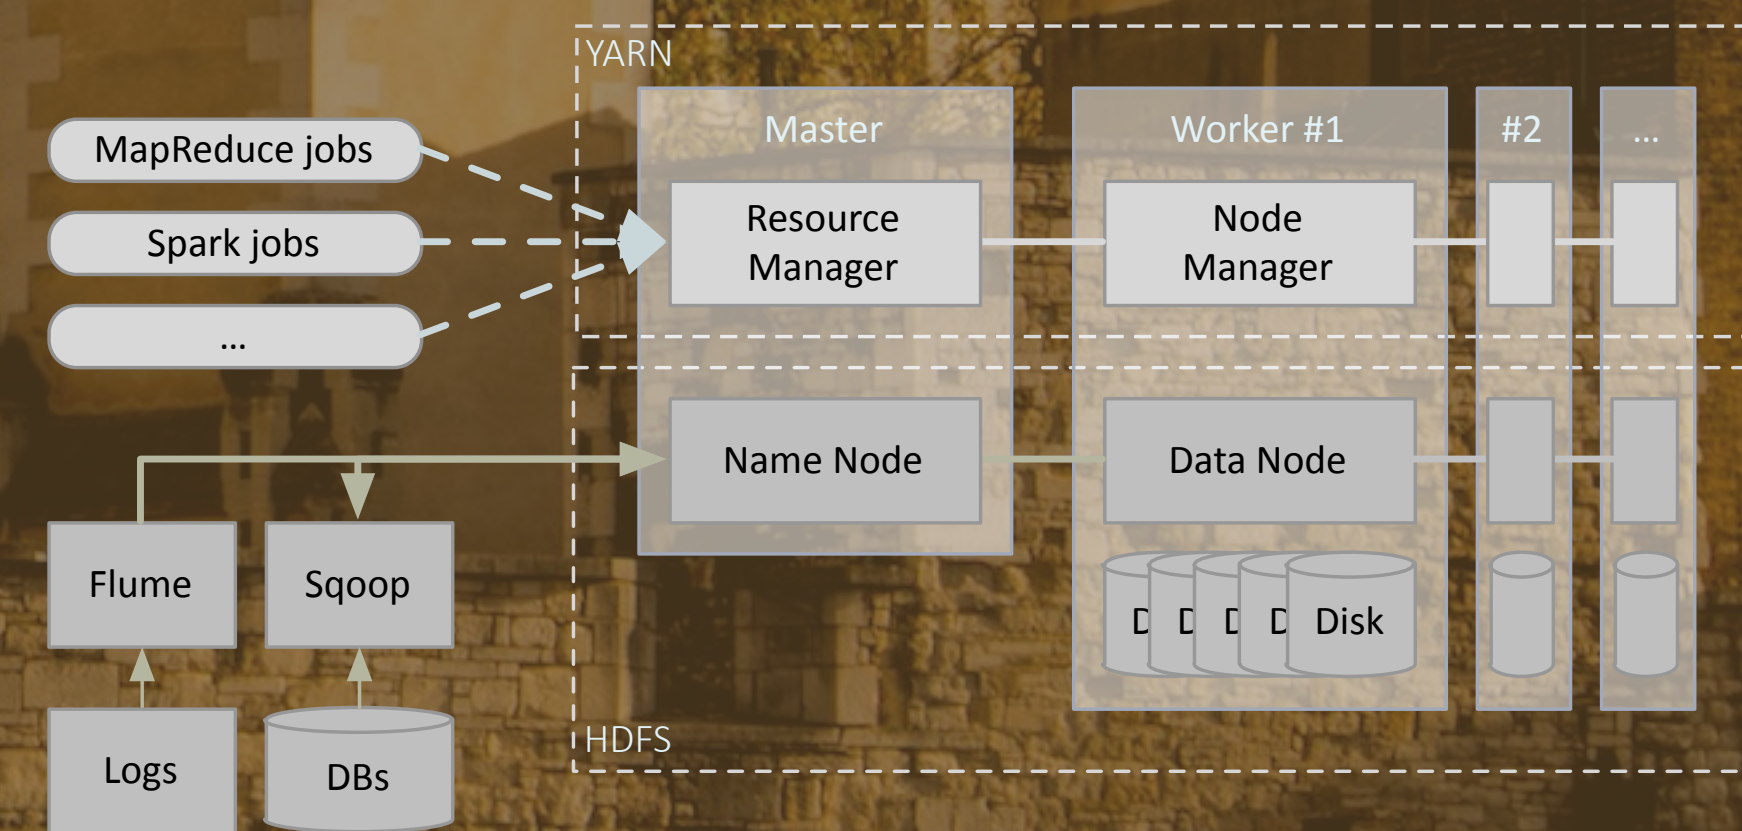 YARN
Master
Worker #1
#2
...
MapReduce jobs
Spark jobs
...
Resource
Manager
Node
Manager
Name Node
Data Node
Flume
Sqoop
D
D
D
D
Disk
HDFS
Logs
DBs